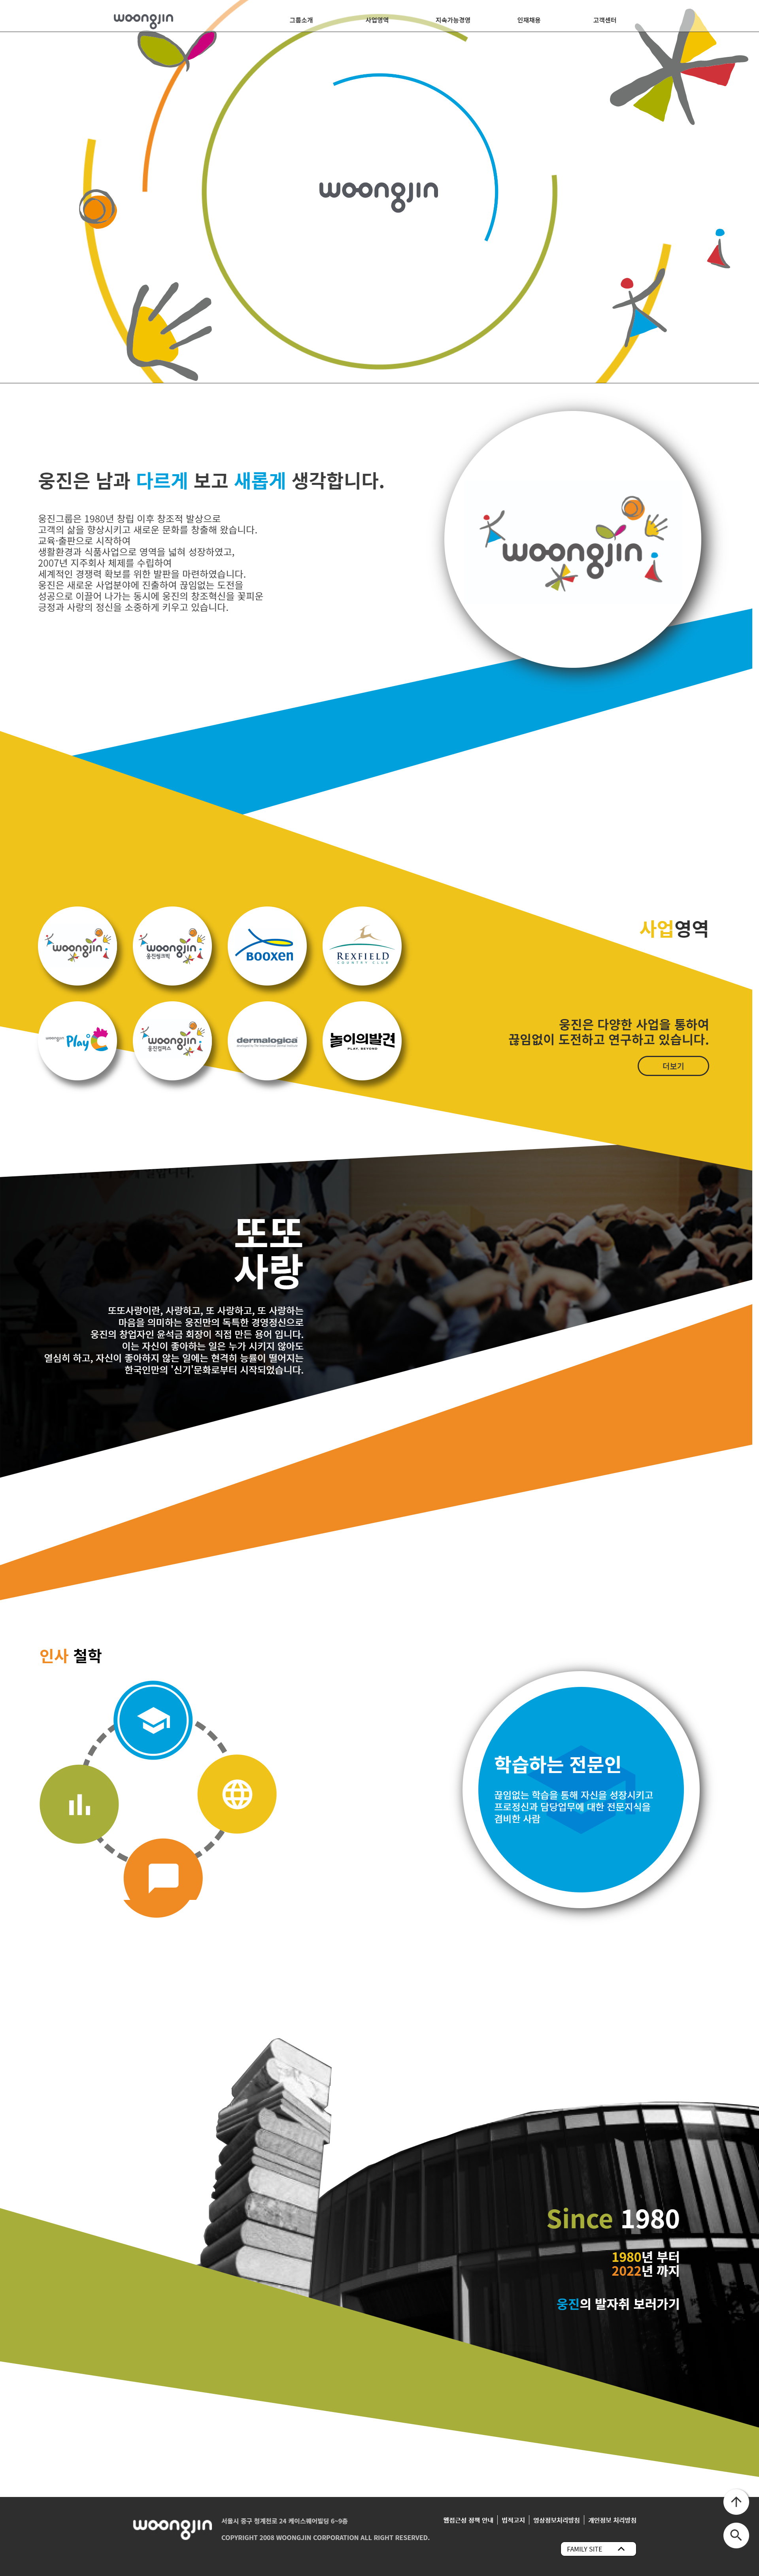 woongjin
그룹소개
사업영역
지속가능경영
인재채용
고객센터
woongjin
웅진은 남과 다르게 보고 새롭게 생각합니다.
웅진그룹은 1980년 창립 이후 창조적 발상으로
고객의 삶을 향상시키고 새로운 문화를 창출해 왔습니다.
교육·출판으로 시작하여
생활환경과 식품사업으로 영역을 넓혀 성장하였고,
2007년 지주회사 체제를 수립하여
세계적인 경쟁력 확보를 위한 발판을 마련하였습니다.
웅진은 새로운 사업분야에 진출하여 끊임없는 도전을
성공으로 이끌어 나가는 동시에 웅진의 창조혁신을 꽃피운
긍정과 사랑의 정신을 소중하게 키우고 있습니다.
woongjin
woongjin
woongjin
웅진씽크빅
BOOXEN
REXFIELD
COUNTRY CLUB
woongjin Play C
woongjin
웅진컴퍼스
dermalogica
놀이의발견
PLAY, BEYOND
사업영역
웅진은 다양한 사업을 통하여
끊임없이 도전하고 연구하고 있습니다.
더보기
또또
사랑
또또사랑이란, 사랑하고, 또 사랑하고, 또 사랑하는
마음을 의미하는 웅진만의 독특한 경영정신으로
웅진의 창업자인 윤석금 회장이 직접 만든 용어 입니다.
이는 자신이 좋아하는 일은 누가 시키지 않아도
열심히 하고, 자신이 좋아하지 않는 일에는 현격히 능률이 떨어지는
한국인만의 '신기'문화로부터 시작되었습니다.
인사 철학
학습하는 전문인
끊임없는 학습을 통해 자신을 성장시키고
프로정신과 담당업무에 대한 전문지식을
겸비한 사람
Since 1980
1980년 부터
2022년 까지
웅진의 발자취 보러가기
woongjin
서울시 중구 청계천로 24 케이스퀘어빌딩 6~9층
COPYRIGHT 2008 WOONGJIN CORPORATION ALL RIGHT RESERVED.
웹접근성 정책 안내
법적고지
영상정보처리방침
개인정보 처리방침
FAMILY SITE